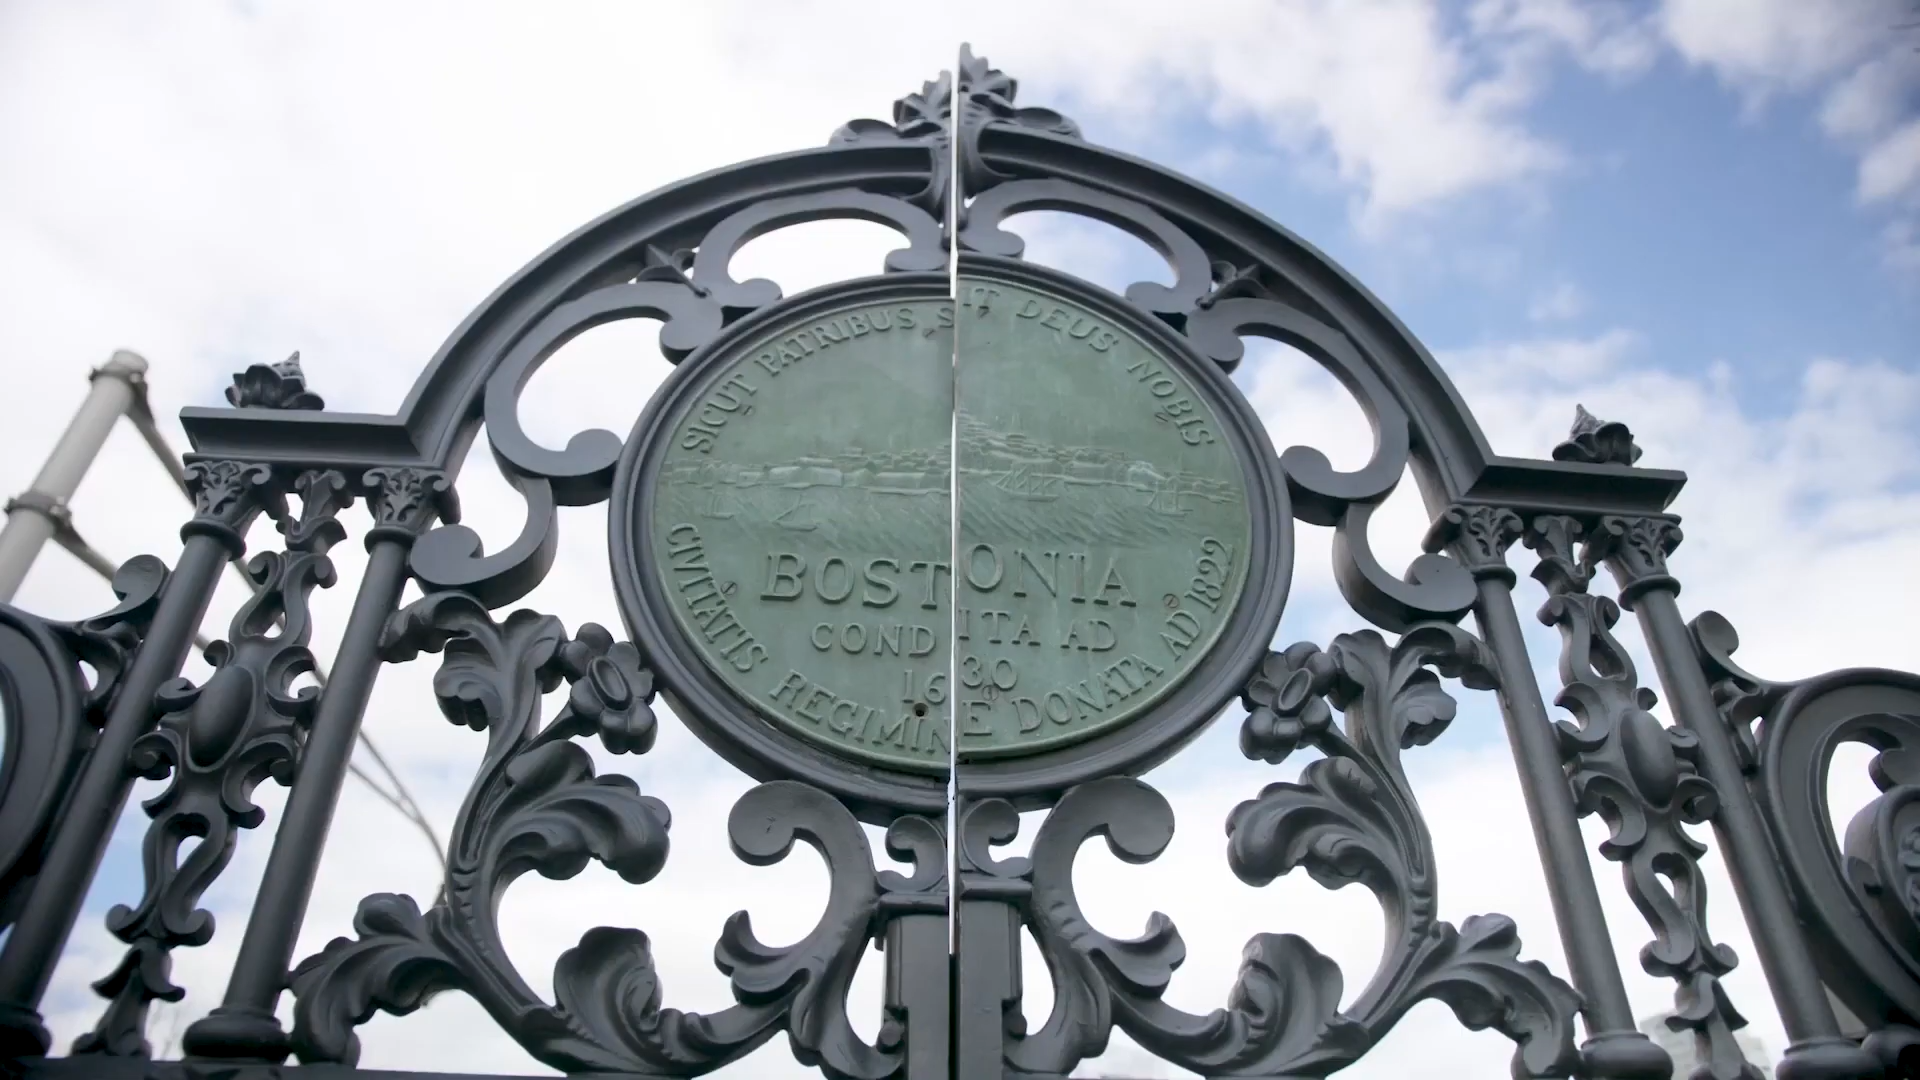 SICUT PATRIBUS SIT DEUS NOBIS
BOSTONIA
CONDITA AD
1630
CIVITATIS REGIMINE DONATA AD 1822